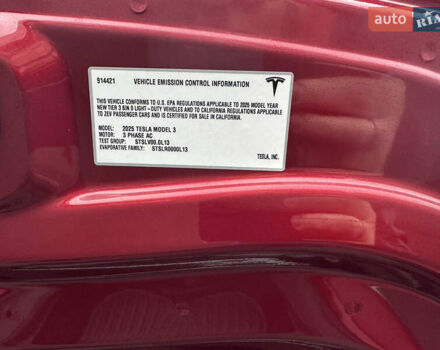 auto RIA
914421 VEHICLE EMISSION CONTROL INFORMATION
THIS VEHICLE CONFORMS TO U.S. EPA REGULATIONS APPLICABLE TO 2025 MODEL YEAR
NEW TIER 3 BIN 0 LIGHT-DUTY VEHICLES AND TO CALIFORNIA REGULATIONS APPLICABLE
TO ZEV PASSENGER CARS AND IS CERTIFIED FOR SALE IN CALIFORNIA.
MODEL: 2025 TESLA MODEL 3
MOTOR: 3 PHASE AC
TEST GROUP: STSLV00.0L13
EVAPORATIVE FAMILY: STSLR0000L13
TESLA, INC.